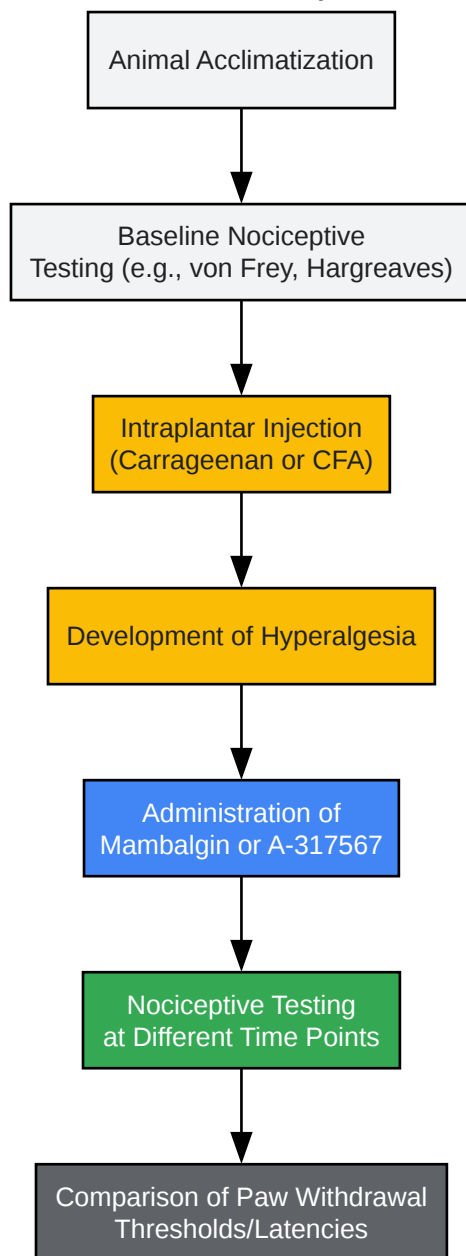 Animal Acclimatization
Baseline Nociceptive
Testing (e.g., von Frey, Hargreaves)
Intraplantar Injection
(Carrageenan or CFA)
Development of Hyperalgesia
Administration of
Mambalgin or A-317567
Nociceptive Testing
at Different Time Points
Comparison of Paw Withdrawal
Thresholds/Latencies